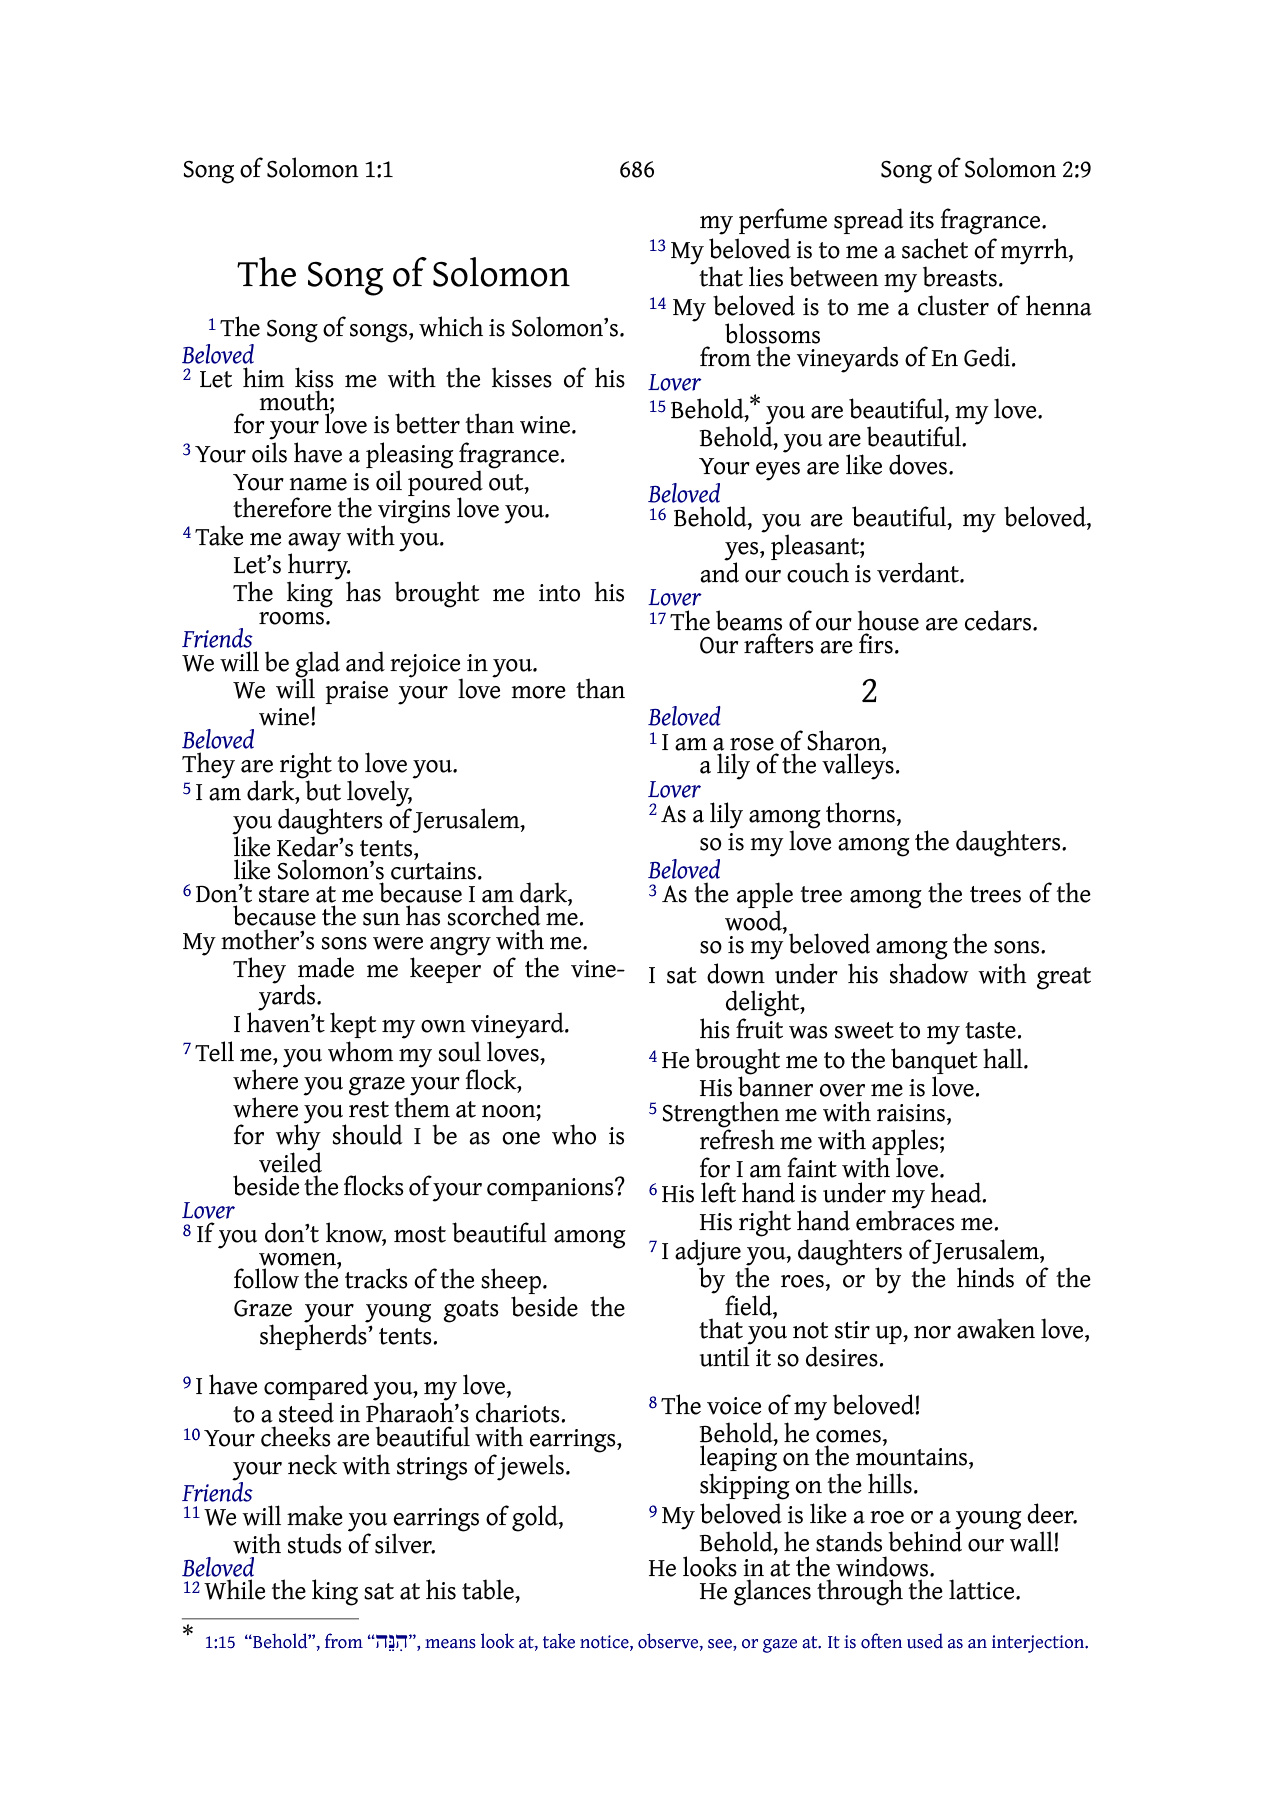 Song of Solomon 1:1 686 Song of Solomon 2:9
The Song of Solomon
1 The Song of songs, which is Solomon’s.
Beloved
2 Let him kiss me with the kisses of his
mouth;
for your love is better than wine.
3 Your oils have a pleasing fragrance.
Your name is oil poured out,
therefore the virgins love you.
4 Take me away with you.
Let’s hurry.
The king has brought me into his
rooms.
Friends
We will be glad and rejoice in you.
We will praise your love more than
wine!
Beloved
They are right to love you.
5 I am dark, but lovely,
you daughters of Jerusalem,
like Kedar’s tents,
like Solomon’s curtains.
6 Don’t stare at me because I am dark,
because the sun has scorched me.
My mother’s sons were angry with me.
They made me keeper of the vine-
yards.
I haven’t kept my own vineyard.
7 Tell me, you whom my soul loves,
where you graze your flock,
where you rest them at noon;
for why should I be as one who is
veiled
beside the flocks of your companions?
Lover
8 If you don’t know, most beautiful among
women,
follow the tracks of the sheep.
Graze your young goats beside the
shepherds’ tents.
9 I have compared you, my love,
to a steed in Pharaoh’s chariots.
10 Your cheeks are beautiful with earrings,
your neck with strings of jewels.
Friends
11 We will make you earrings of gold,
with studs of silver.
Beloved
12 While the king sat at his table,
my perfume spread its fragrance.
13 My beloved is to me a sachet of myrrh,
that lies between my breasts.
14 My beloved is to me a cluster of henna
blossoms
from the vineyards of En Gedi.
Lover
15 Behold,* you are beautiful, my love.
Behold, you are beautiful.
Your eyes are like doves.
Beloved
16 Behold, you are beautiful, my beloved,
yes, pleasant;
and our couch is verdant.
Lover
17 The beams of our house are cedars.
Our rafters are firs.
2
Beloved
1 I am a rose of Sharon,
a lily of the valleys.
Lover
2 As a lily among thorns,
so is my love among the daughters.
Beloved
3 As the apple tree among the trees of the
wood,
so is my beloved among the sons.
I sat down under his shadow with great
delight,
his fruit was sweet to my taste.
4 He brought me to the banquet hall.
His banner over me is love.
5 Strengthen me with raisins,
refresh me with apples;
for I am faint with love.
6 His left hand is under my head.
His right hand embraces me.
7 I adjure you, daughters of Jerusalem,
by the roes, or by the hinds of the
field,
that you not stir up, nor awaken love,
until it so desires.
8 The voice of my beloved!
Behold, he comes,
leaping on the mountains,
skipping on the hills.
9 My beloved is like a roe or a young deer.
Behold, he stands behind our wall!
He looks in at the windows.
He glances through the lattice.
* 1:15 “Behold”, from “הִנֵּה”, means look at, take notice, observe, see, or gaze at. It is often used as an interjection.